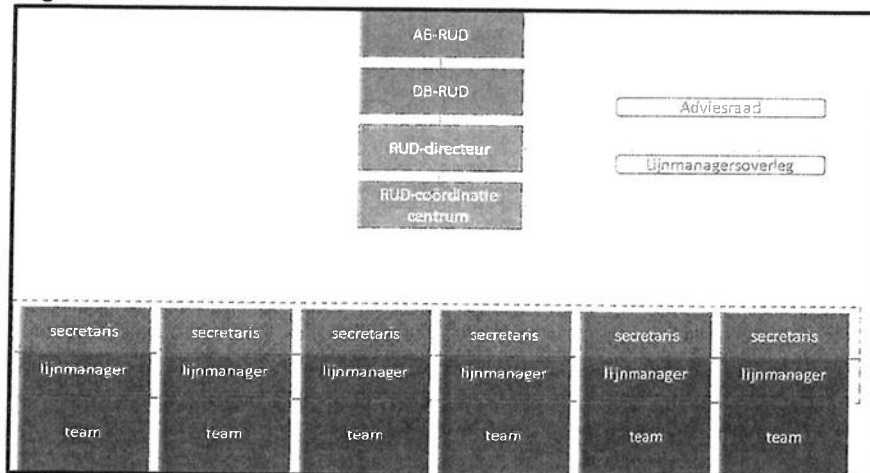 AB-RUD
DB-RUD
Adviesraad
RUD-directeur
Lijnmanagersoverleg
RUD-coördinatie
centrum
secretaris secretaris secretaris secretaris secretaris secretaris
lijnmanager lijnmanager lijnmanager lijnmanager lijnmanager lijnmanager
team team team team team team